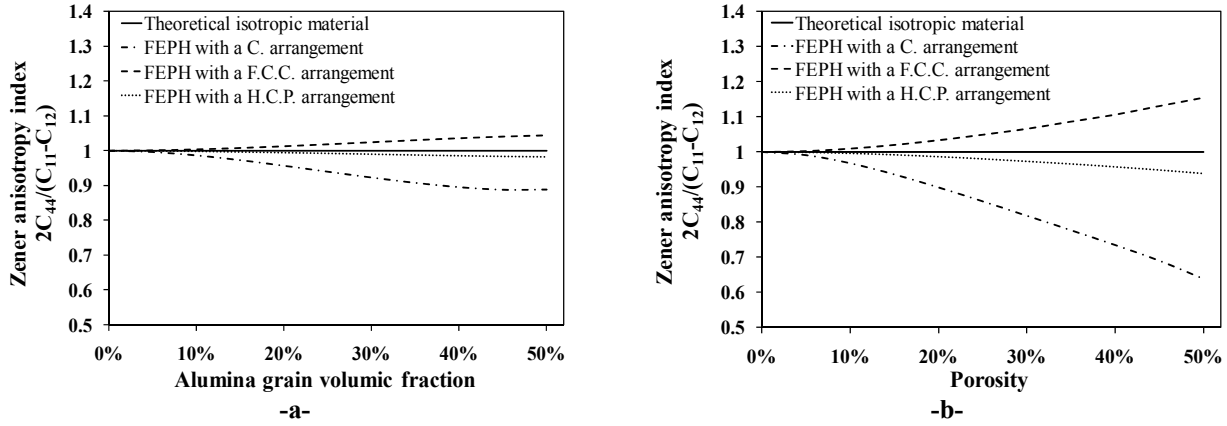 Zener anisotropy index
2C44/(C11-C12)
1.4
1.3
1.2
1.1
1
0.9
0.8
0.7
0.6
0.5
Theoretical isotropic material
FEPH with a C. arrangement
FEPH with a F.C.C. arrangement
FEPH with a H.C.P. arrangement
0% 10% 20% 30% 40% 50%
Alumina grain volumic fraction
-a-
Zener anisotropy index
2C44/(C11-C12)
1.4
1.3
1.2
1.1
1
0.9
0.8
0.7
0.6
0.5
Theoretical isotropic material
FEPH with a C. arrangement
FEPH with a F.C.C. arrangement
FEPH with a H.C.P. arrangement
0% 10% 20% 30% 40% 50%
Porosity
-b-